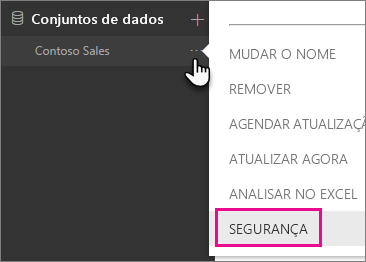 Conjuntos de dados
Contoso Sales
MUDAR O NOME
REMOVER
AGENDAR ATUALIZAÇÃ
ATUALIZAR AGORA
ANALISAR NO EXCEL
SEGURANÇA